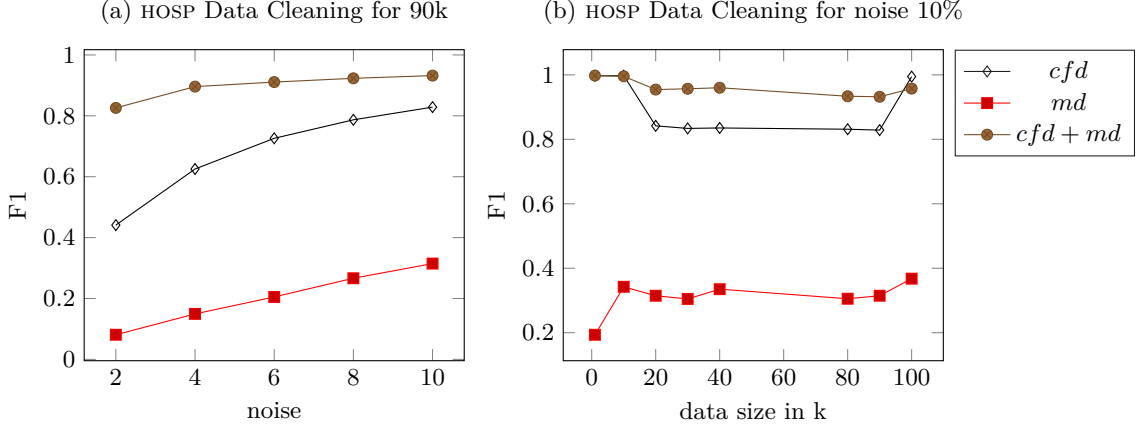 (a) HOSP Data Cleaning for 90k
1
0.8
0.6
0.4
0.2
0
F1
2 4 6 8 10
noise
(b) HOSP Data Cleaning for noise 10%
1
0.8
0.6
0.4
0.2
F1
0 20 40 60 80 100
data size in k
cfd
md
cfd + md